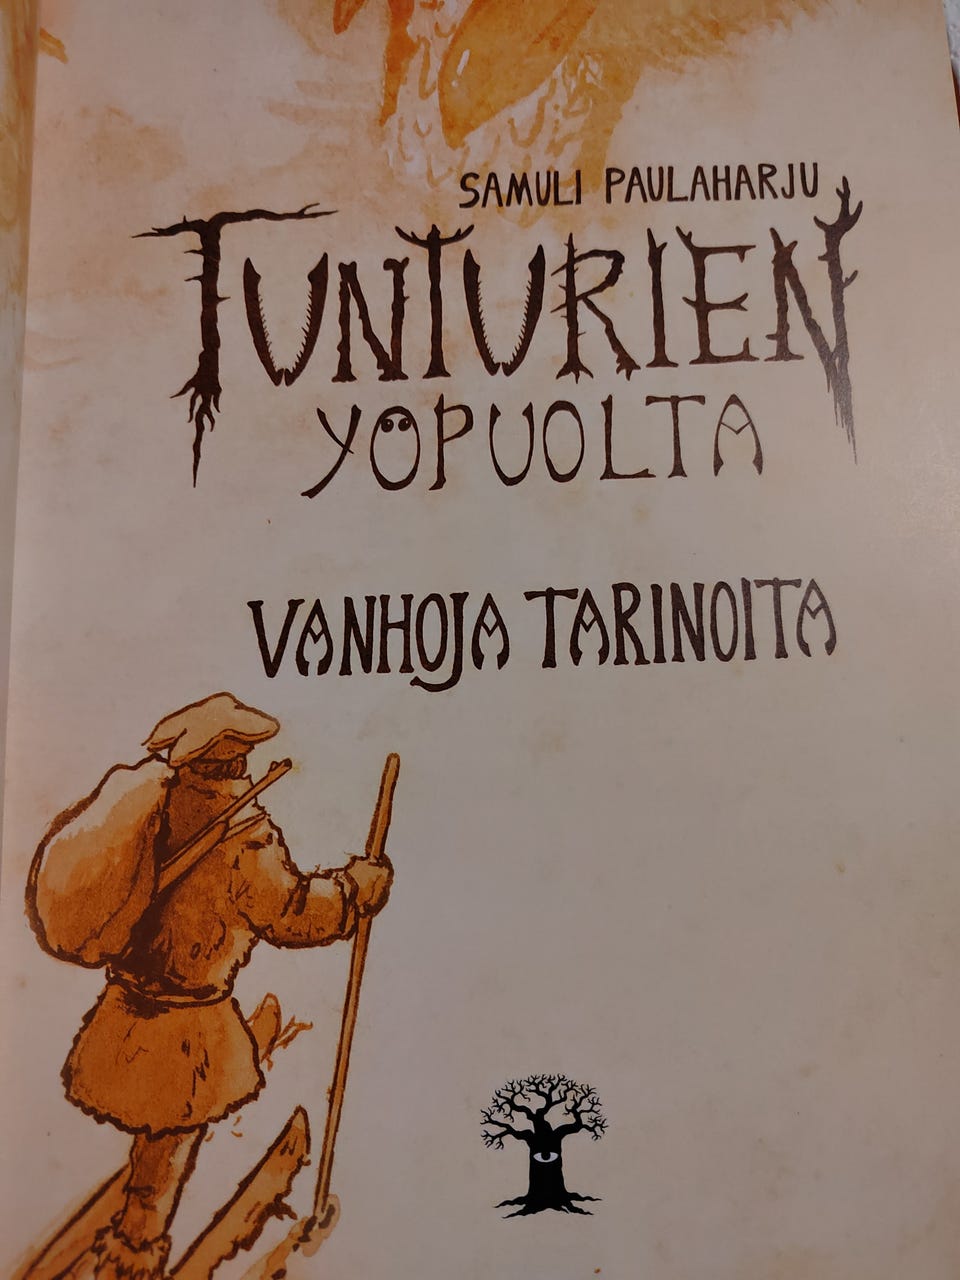 SAMULI PAULAHARJU
TUNTURIEN
YÖPUOLTA
VANHOJA TARINOITA